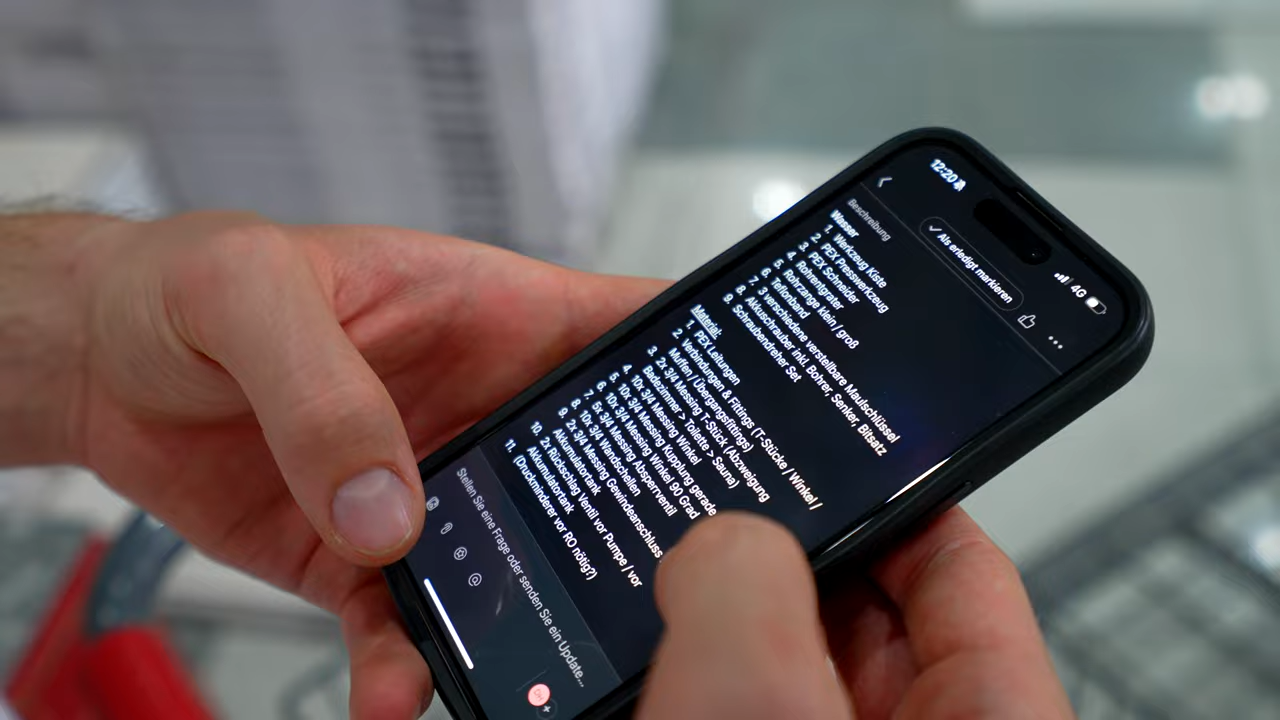 12:20
4G
Als erledigt markieren
Beschreibung
Wasser
1. Werkzeug Kiste
2. PEX Presswerkzeug
3. PEX Schneider
4. Rohrentgrater
5. Rohrzange klein / groß
6. Teflonband
7. 3 verschiedene verstellbare Maulschlüssel
8. Akkuschrauber inkl. Bohrer, Senker, Bitsatz
9. Schraubendreher Set
Material:
1. PEX Leitungen
2. Verbindungen & Fittings (T-Stücke / Winkel /
Muffen / Übergangsfittings)
3. 2x 3/4 Messing T-Stück (Abzweigung
Badezimmer > Toilette > Sauna)
4. 10x 3/4 Messing Kupplung gerade
5. 10x 3/4 Messing Winkel
6. 10x 3/4 Messing Winkel 90 Grad
7. 5x 3/4 Messing Absperrventil
8. 10x 3/4 Wandschellen
9. 2x 3/4 Messing Gewindeanschluss
Akkumulatortank
10. 2x Rückschlag Ventil vor Pumpe / vor
Akkumulatortank
11. (Druckminderer vor RO nötig?)
Stellen Sie eine Frage oder senden Sie ein Update...